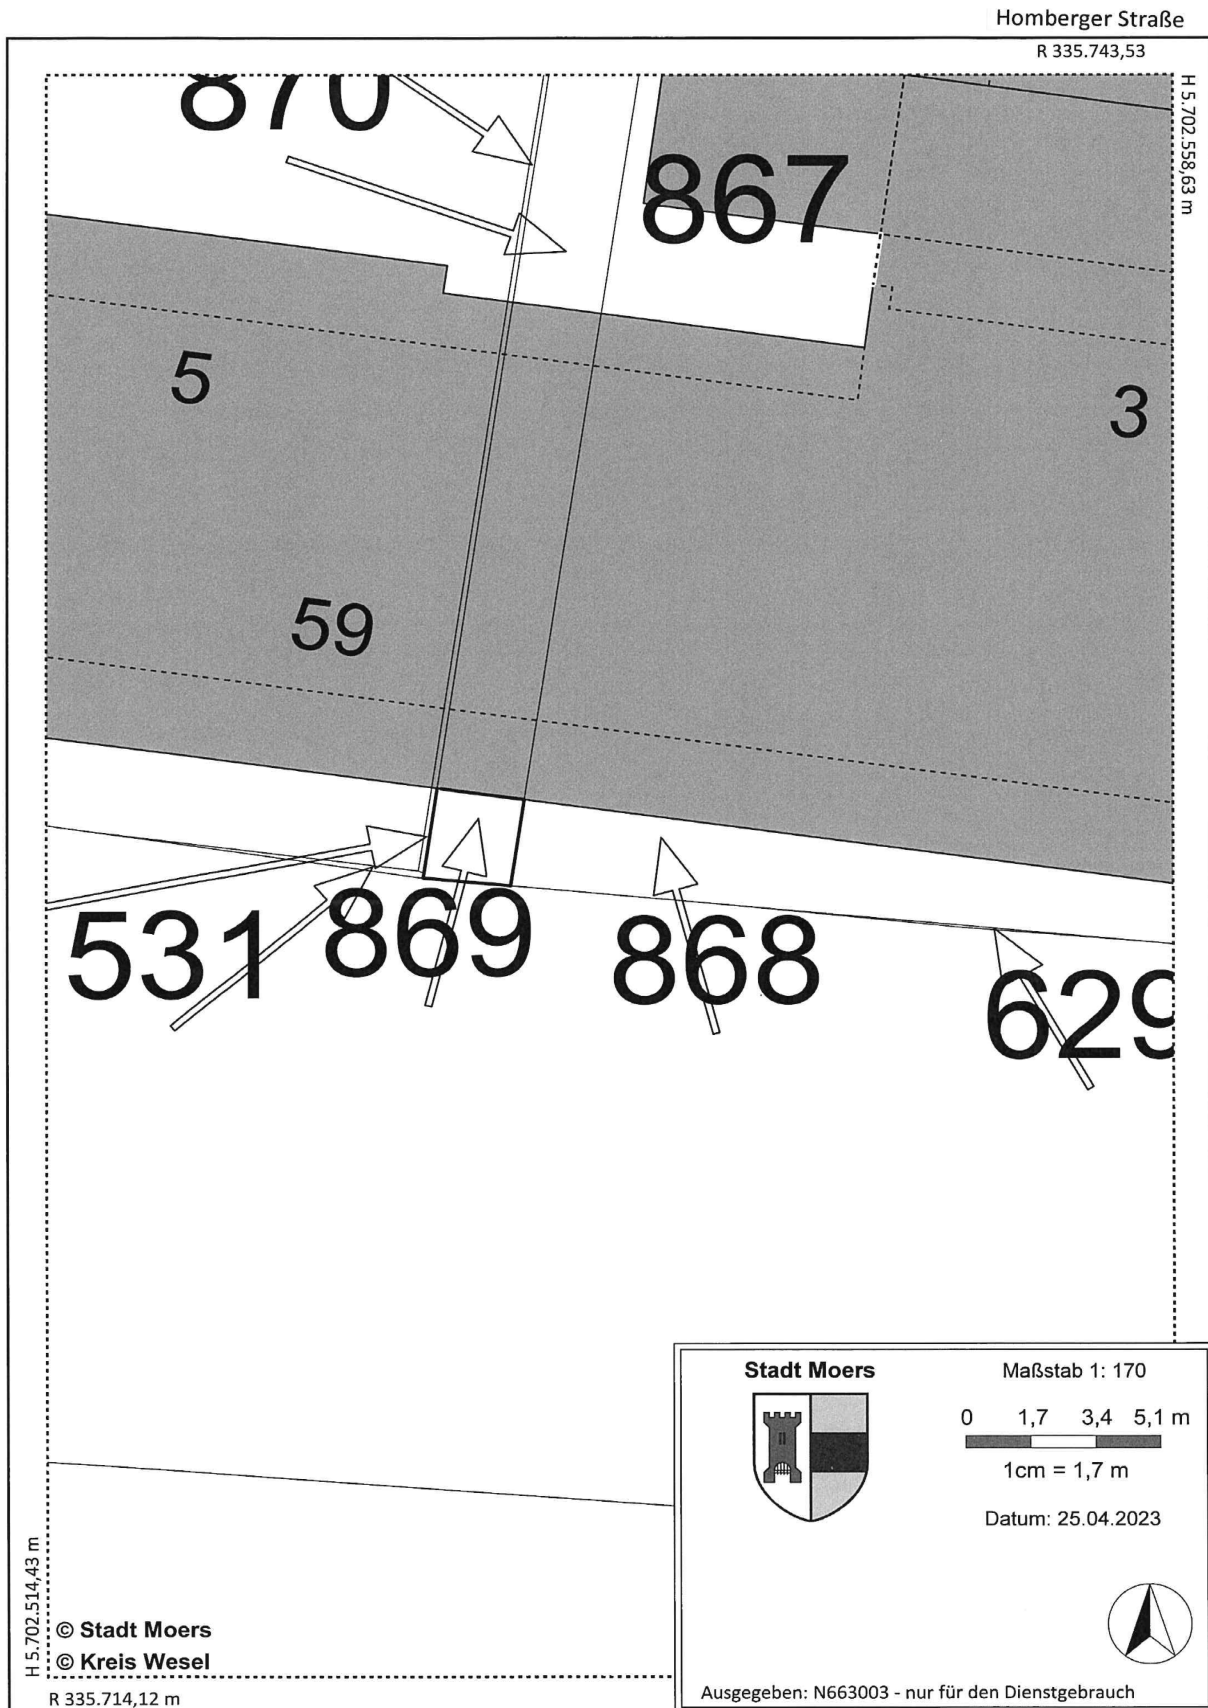 Homberger Straße
R 335.743,53
H 5.702.558,63 m
870
867
5
3
59
531
869
868
629
Stadt Moers
Maßstab 1: 170
0 1,7 3,4 5,1 m
1cm = 1,7 m
Datum: 25.04.2023
H 5.702.514,43 m
© Stadt Moers
© Kreis Wesel
R 335.714,12 m
Ausgegeben: N663003 - nur für den Dienstgebrauch